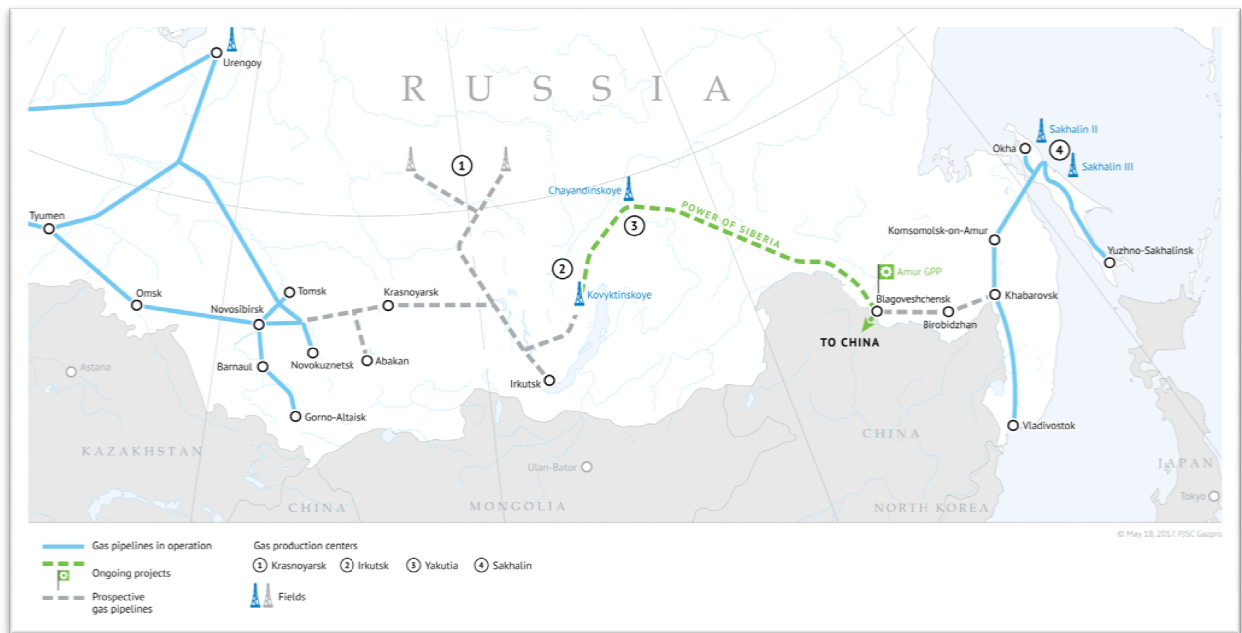 Urengoy
RUSSIA
1
Sakhalin II
Okha
4
Sakhalin III
Chayandinskoye
3
POWER OF SIBERIA
Tyumen
Komsomolsk-on-Amur
Yuzhno-Sakhalinsk
2
Amur GPP
Omsk
Tomsk
Krasnoyarsk
Kovyktinskoye
Novosibirsk
Blagoveshchensk
Khabarovsk
Birobidzhan
TO CHINA
Barnaul
Novokuznetsk
Abakan
Astana
Irkutsk
Gorno-Altaisk
Vladivostok
KAZAKHSTAN
CHINA
Ulan-Bator
JAPAN
CHINA
MONGOLIA
NORTH KOREA
Tokyo
© May 18, 2017. PJSC Gazpro
Gas pipelines in operation
Ongoing projects
Prospective
gas pipelines
Gas production centers
1 Krasnoyarsk 2 Irkutsk 3 Yakutia 4 Sakhalin
Fields